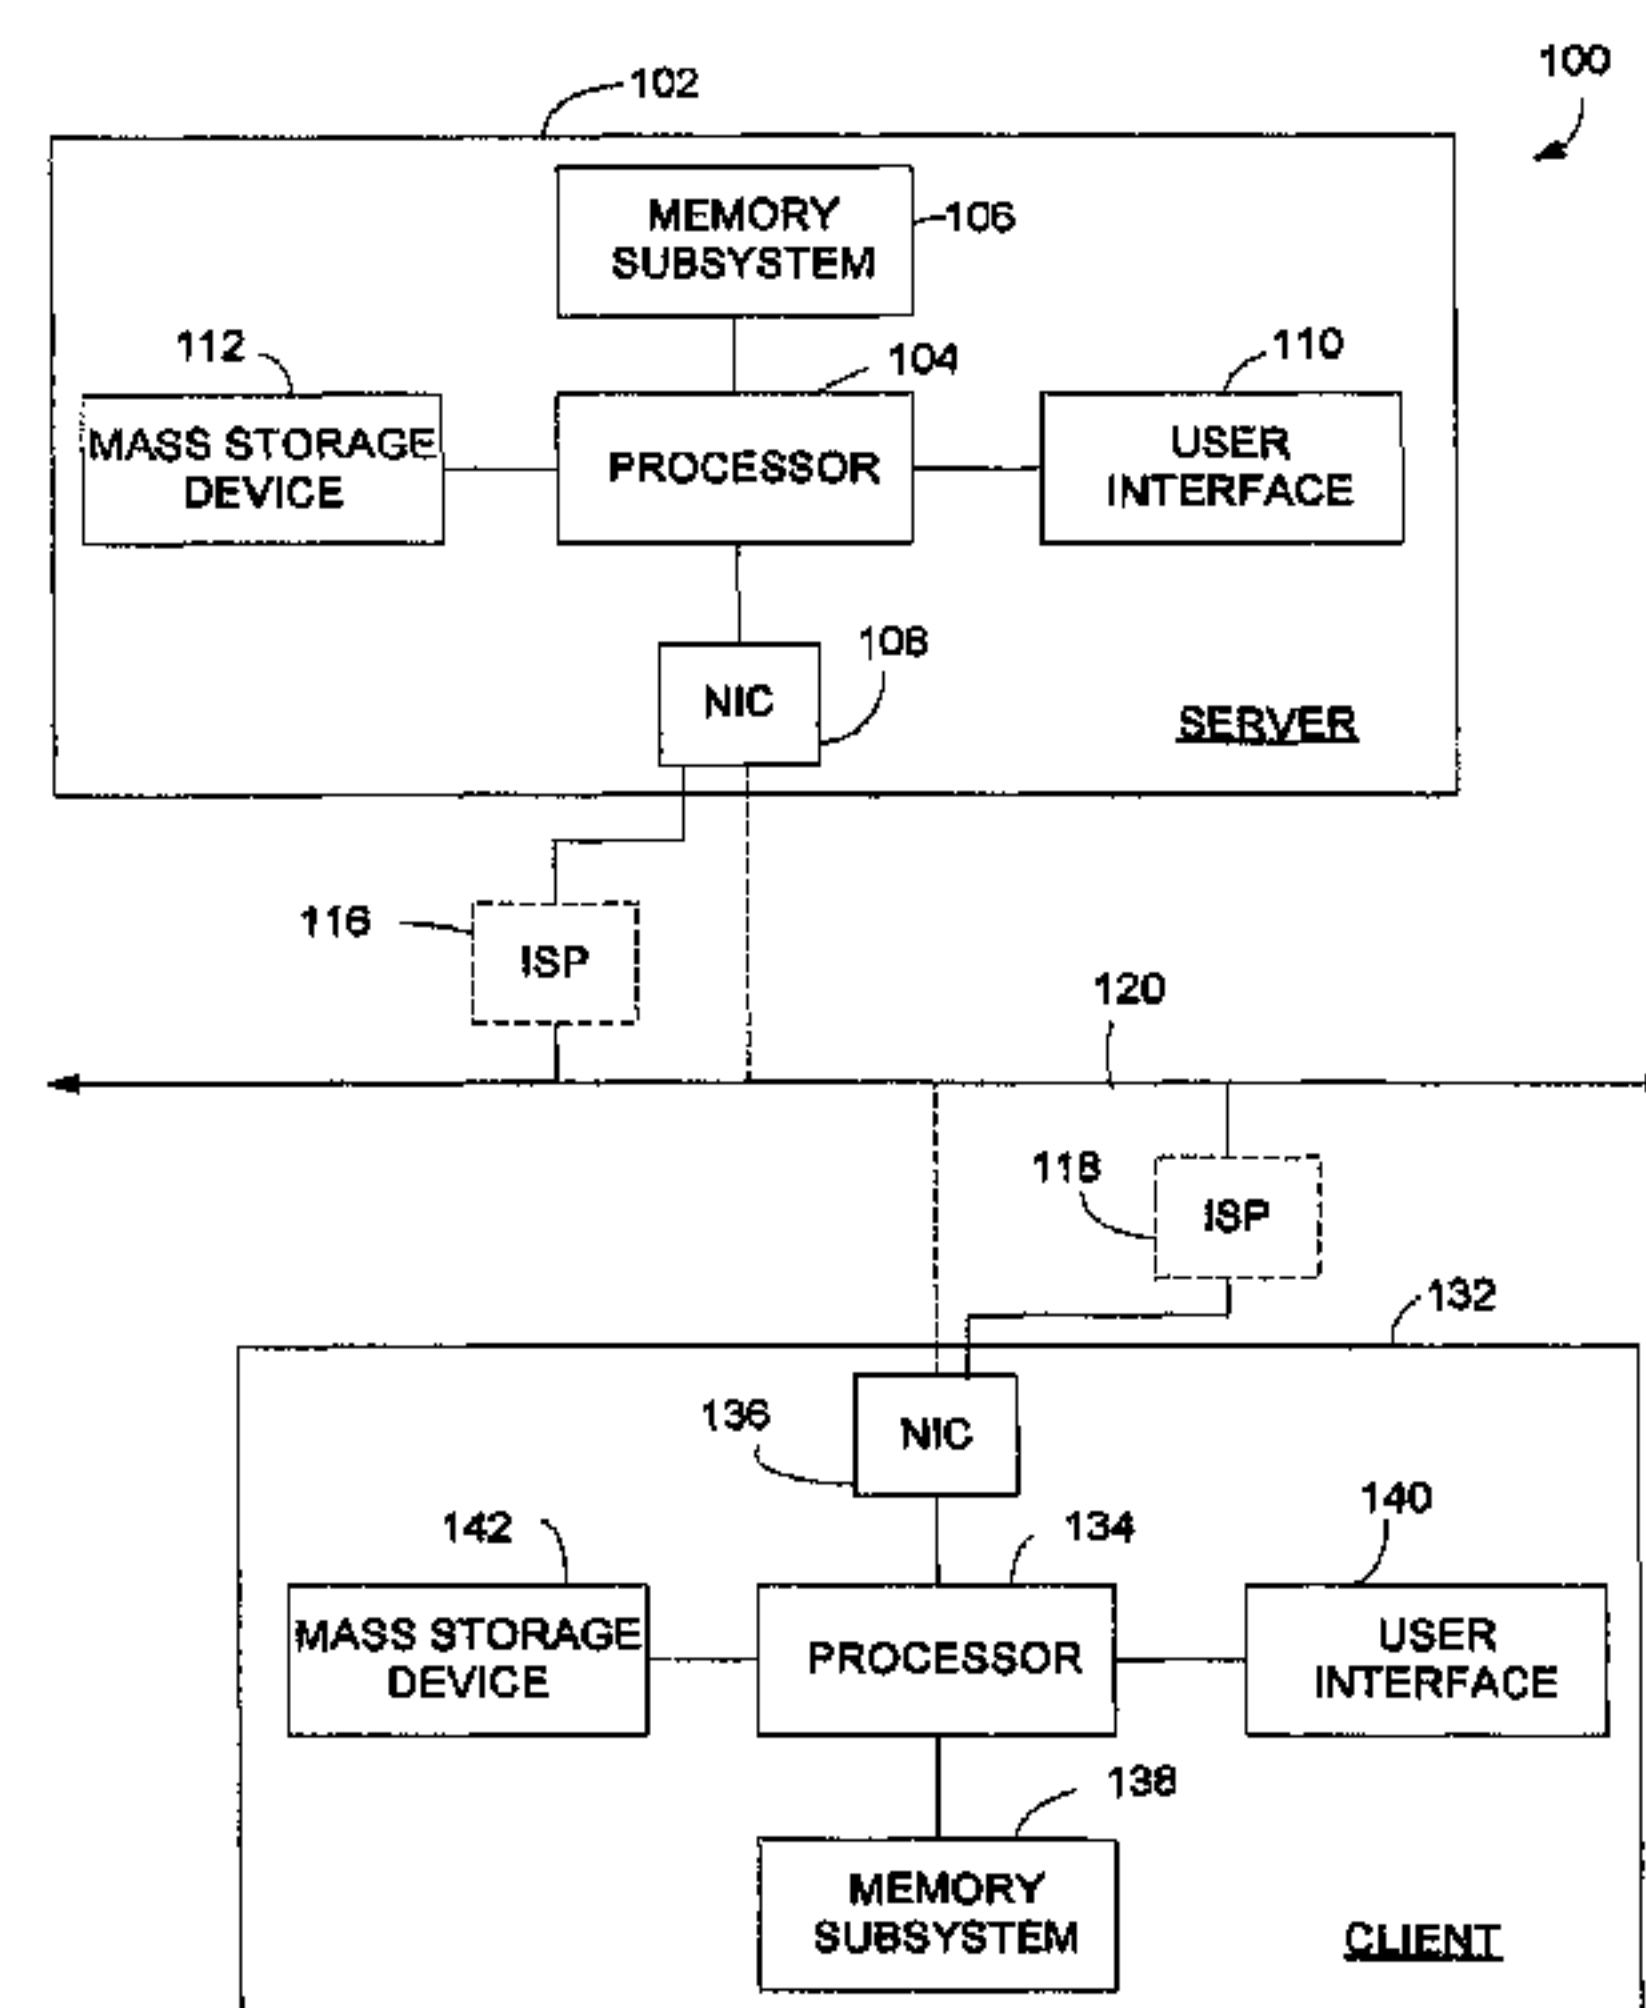 100
102
MEMORY
SUBSYSTEM
106
112
104
110
MASS STORAGE
DEVICE
PROCESSOR
USER
INTERFACE
108
NIC
SERVER
116
ISP
120
118
ISP
132
136
NIC
142
134
140
MASS STORAGE
DEVICE
PROCESSOR
USER
INTERFACE
138
MEMORY
SUBSYSTEM
CLIENT